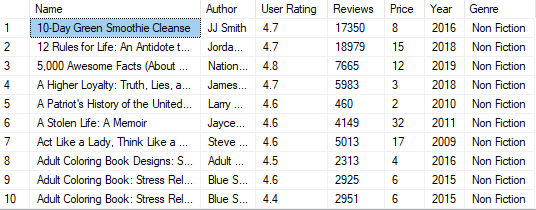 Name Author User Rating Reviews Price Year Genre
1 10-Day Green Smoothie Cleanse JJ Smith 4.7 17350 8 2016 Non Fiction
2 12 Rules for Life: An Antidote t... Jorda... 4.7 18979 15 2018 Non Fiction
3 5,000 Awesome Facts (About ... Nation... 4.8 7665 12 2019 Non Fiction
4 A Higher Loyalty: Truth, Lies, a... James... 4.7 5983 3 2018 Non Fiction
5 A Patriot's History of the United... Larry ... 4.6 460 2 2010 Non Fiction
6 A Stolen Life: A Memoir Jayce... 4.6 4149 32 2011 Non Fiction
7 Act Like a Lady, Think Like a ... Steve ... 4.6 5013 17 2009 Non Fiction
8 Adult Coloring Book Designs: S... Adult ... 4.5 2313 4 2016 Non Fiction
9 Adult Coloring Book: Stress Rel... Blue S... 4.6 2925 6 2015 Non Fiction
10 Adult Coloring Book: Stress Rel... Blue S... 4.4 2951 6 2015 Non Fiction